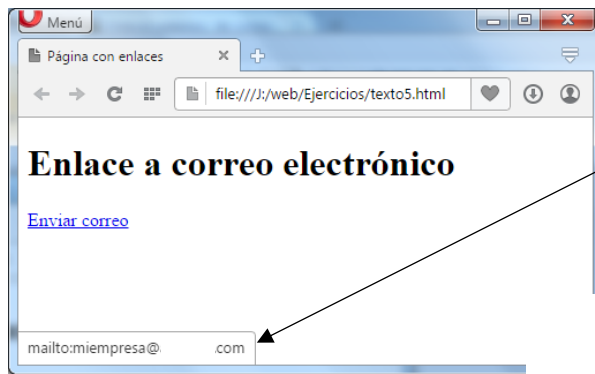 Menú
Página con enlaces
file:///J:/web/Ejercicios/texto5.html
Enlace a correo electrónico
Enviar correo
mailto:miempresa@ .com